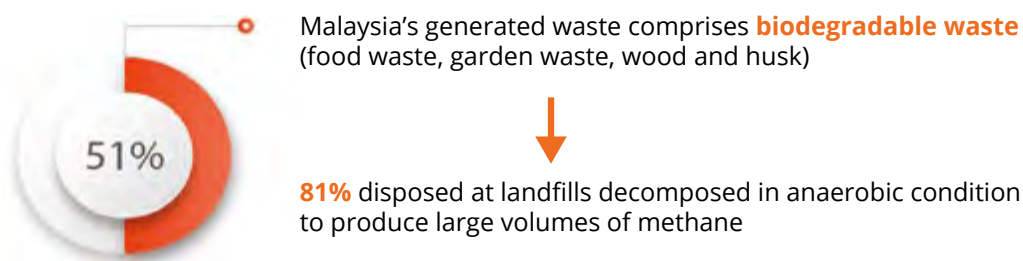 51%
Malaysia's generated waste comprises biodegradable waste
(food waste, garden waste, wood and husk)
81% disposed at landfills decomposed in anaerobic condition
to produce large volumes of methane